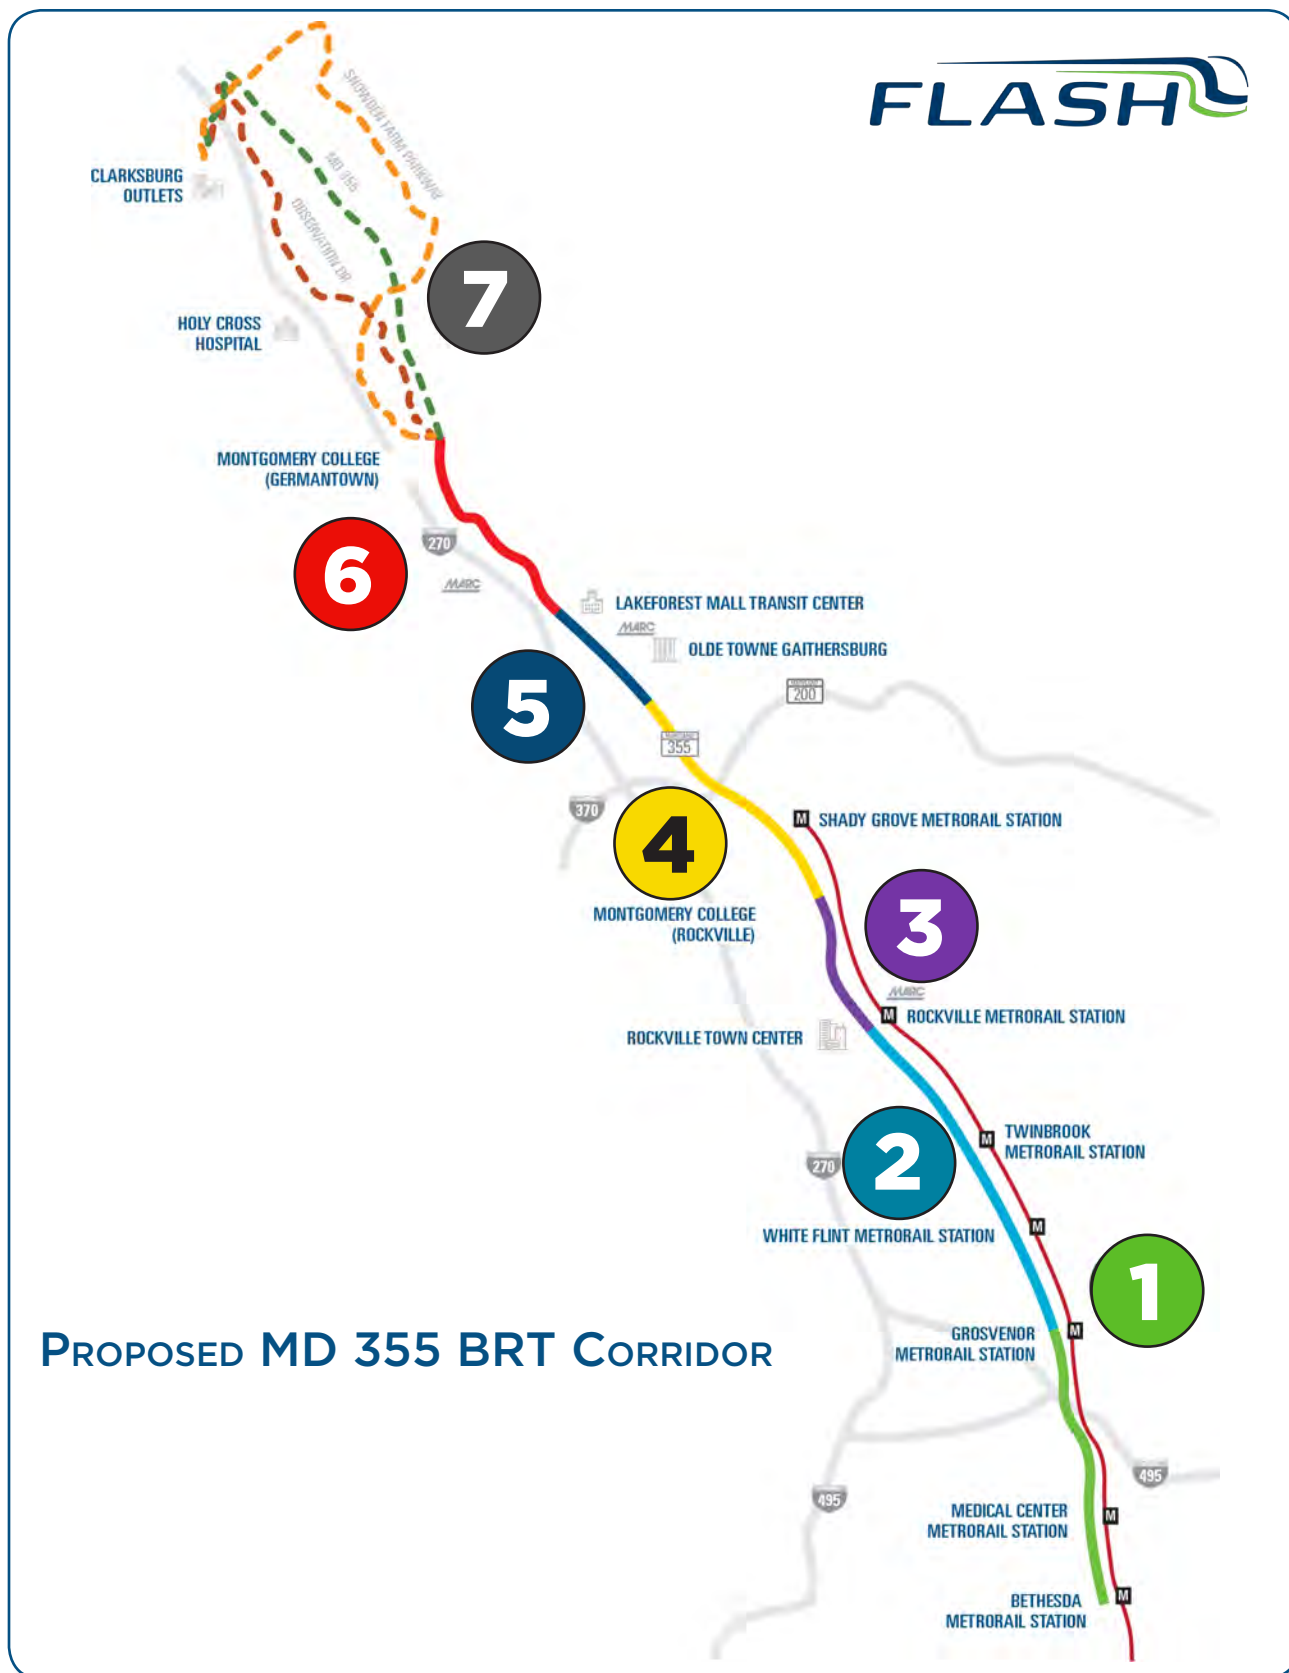 FLASH
SNOWDEN FARM PARKWAY
MD 355
OBSERVATION DR
CLARKSBURG
OUTLETS
7
HOLY CROSS
HOSPITAL
MONTGOMERY COLLEGE
(GERMANTOWN)
6
270
MARC
LAKEFOREST MALL TRANSIT CENTER
MARC
OLDE TOWNE GAITHERSBURG
5
MARYLAND
200
MARYLAND
355
370
4
M
SHADY GROVE METRORAIL STATION
MONTGOMERY COLLEGE
(ROCKVILLE)
3
MARC
M
ROCKVILLE METRORAIL STATION
ROCKVILLE TOWN CENTER
2
270
M
TWINBROOK
METRORAIL STATION
M
WHITE FLINT METRORAIL STATION
1
GROSVENOR
METRORAIL STATION
M
PROPOSED MD 355 BRT CORRIDOR
495
495
MEDICAL CENTER
METRORAIL STATION
M
BETHESDA
METRORAIL STATION
M